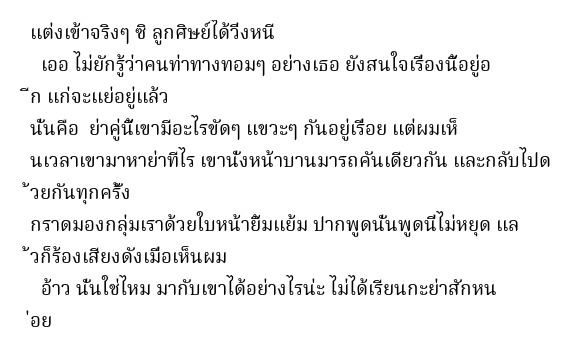 แต่งเข้าจริงๆ ซิ ลูกศิษย์ได้วิ่งหนี
เออ ไม่ยักรู้ว่าคนท่าทางทอมๆ อย่างเธอ ยังสนใจเรื่องนี้อยู่อ
ีก แก่จะแย่อยู่แล้ว
นั่นคือ ย่าคู่นี้เขามีอะไรขัดๆ แขวะๆ กันอยู่เรื่อย แต่ผมเห็
นเวลาเขามาหาย่าทีไร เขานั่งหน้าบานมารถคันเดียวกัน และกลับไปด
้วยกันทุกครั้ง
กราดมองกลุ่มเราด้วยใบหน้ายิ้มแย้ม ปากพูดนั่นพูดนี่ไม่หยุด แล
้วก็ร้องเสียงดังเมื่อเห็นผม
อ้าว นั่นใช่ไหม มากับเขาได้อย่างไรน่ะ ไม่ได้เรียนกะย่าสักหน
่อย